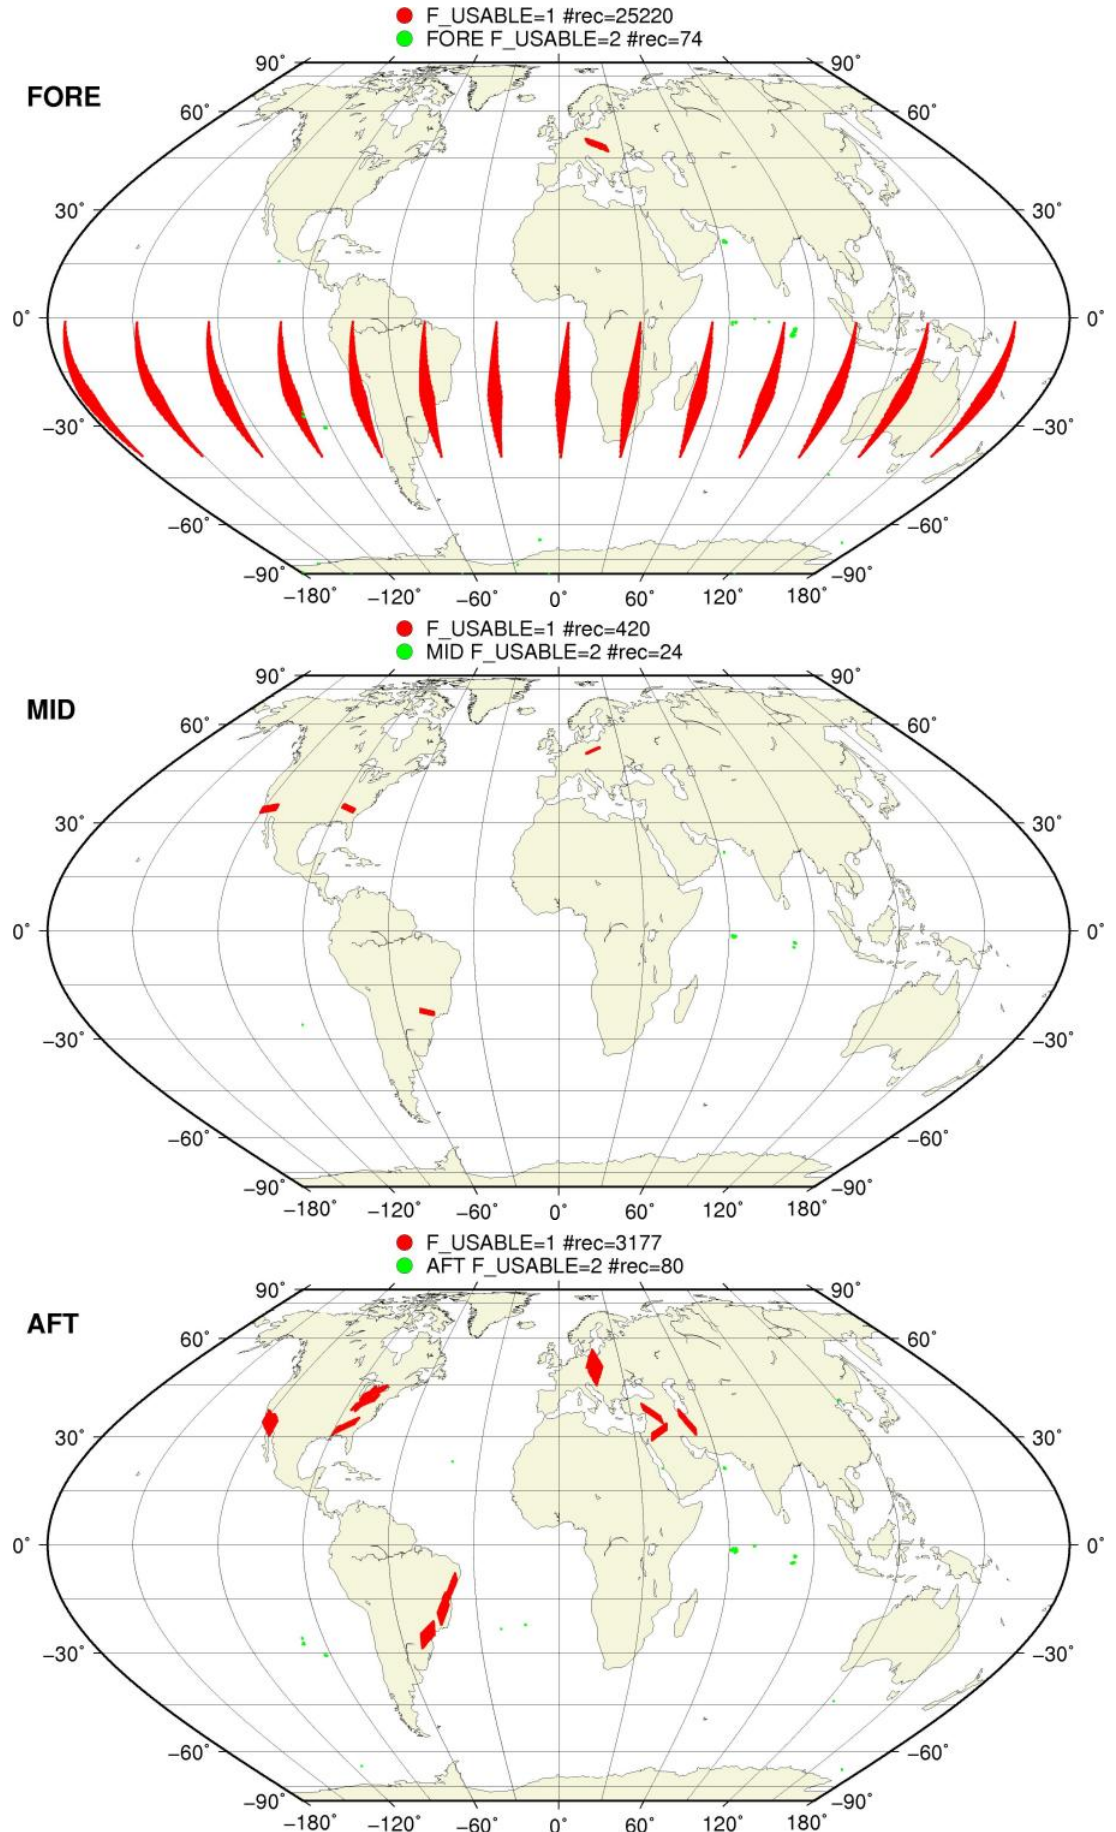 F_USABLE=1 #rec=25220
FORE F_USABLE=2 #rec=74
90° 90°
FORE
60° 60°
30° 30°
0° 0°
−30° −30°
−60° −60°
−90° −90°
−180° −120° −60° 0° 60° 120° 180°
F_USABLE=1 #rec=420
MID F_USABLE=2 #rec=24
90° 90°
MID
60° 60°
30° 30°
0° 0°
−30° −30°
−60° −60°
−90° −90°
−180° −120° −60° 0° 60° 120° 180°
F_USABLE=1 #rec=3177
AFT F_USABLE=2 #rec=80
90° 90°
AFT
60° 60°
30° 30°
0° 0°
−30° −30°
−60° −60°
−90° −90°
−180° −120° −60° 0° 60° 120° 180°